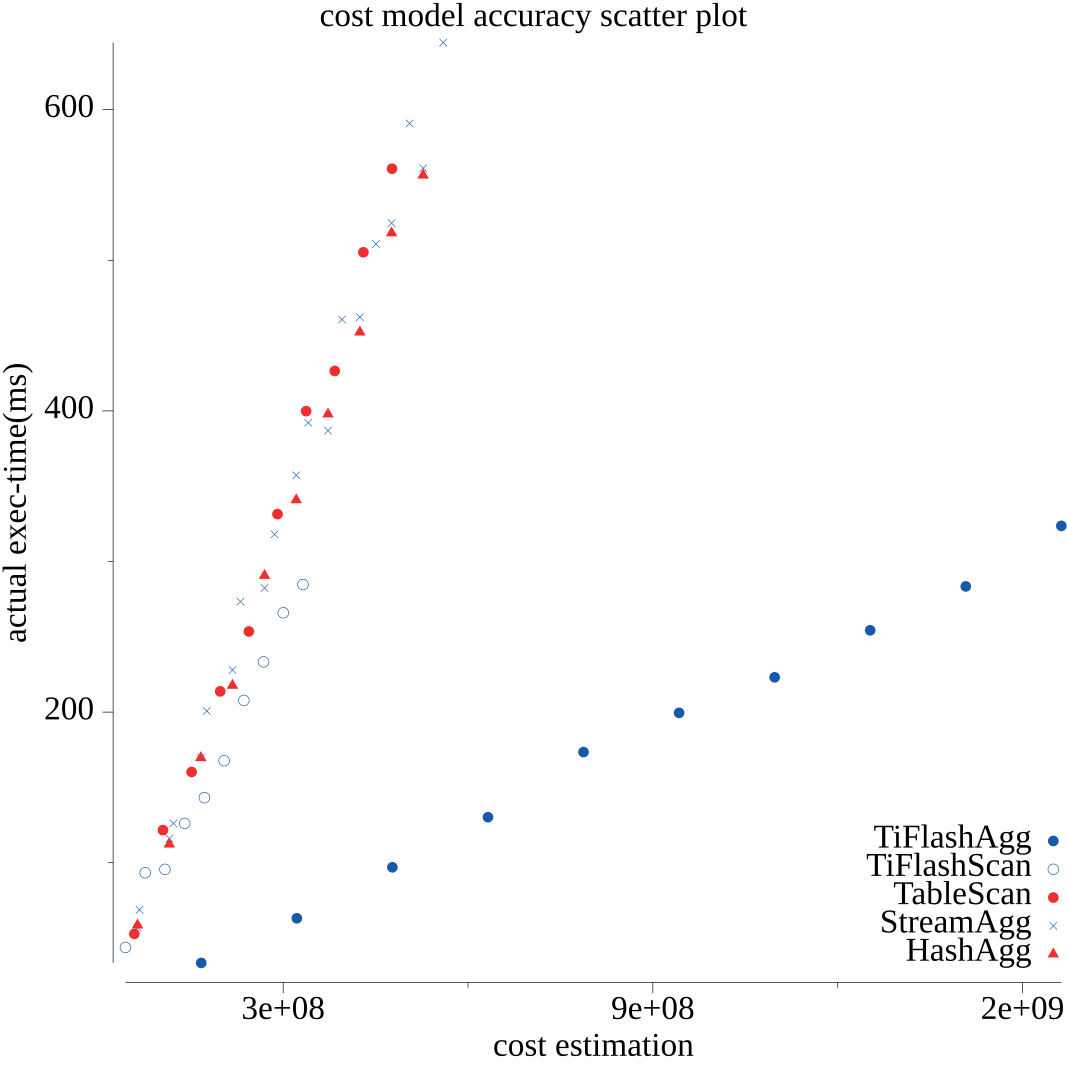 cost model accuracy scatter plot
600
400
200
actual exec-time(ms)
TiFlashAgg
TiFlashScan
TableScan
StreamAgg
HashAgg
3e+08
9e+08
2e+09
cost estimation